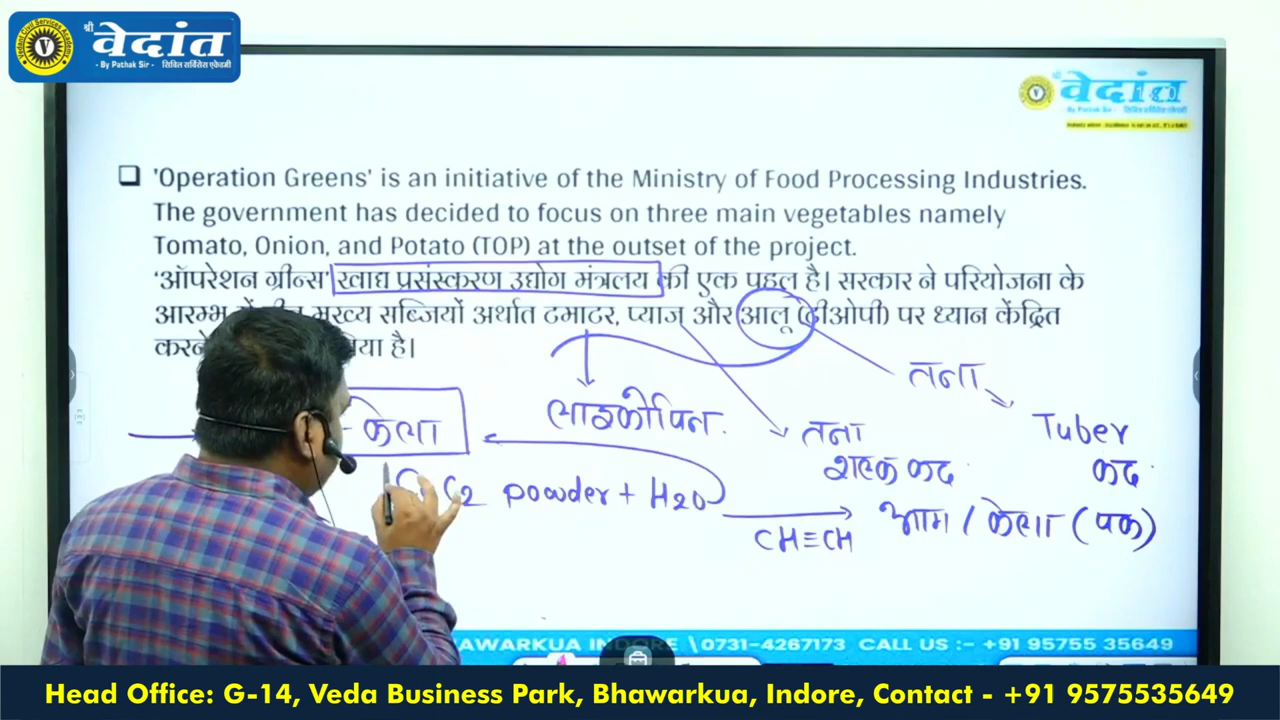 श्री वेदांत
- By Pathak Sir - सिविल सर्विसेस एकेडमी
श्री वेदांत
By Pathak Sir
'Operation Greens' is an initiative of the Ministry of Food Processing Industries.
The government has decided to focus on three main vegetables namely
Tomato, Onion, and Potato (TOP) at the outset of the project.
'ऑपरेशन ग्रीन्स' खाद्य प्रसंस्करण उद्योग मंत्रलय की एक पहल है। सरकार ने परियोजना के
आरम्भ मुख्य सब्जियों अर्थात टमाटर, प्याज और आलू (टीओपी) पर ध्यान केंद्रित
है।
तना
केला
लाइकोपिन
तना
Tuber
शल्क कंद
कंद
C2 powder + H2O
CH≡CH
आम / केला (पक)
BHAWARKUA INDORE \0731-4267173 CALL US :- +91 95755 35649
Head Office: G-14, Veda Business Park, Bhawarkua, Indore, Contact - +91 9575535649